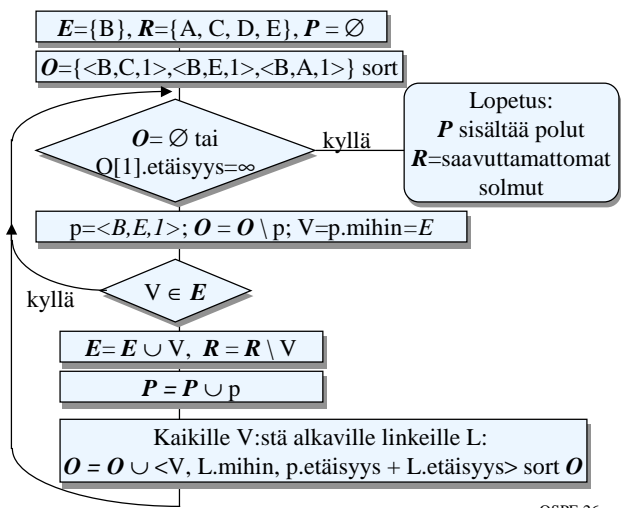 E={B}, R={A, C, D, E}, P = ∅
O={<B,C,1>,<B,E,1>,<B,A,1>} sort
O= ∅ tai
O[1].etäisyys=∞
kyllä
Lopetus:
P sisältää polut
R=saavuttamattomat
solmut
p=<B,E,1>; O = O \ p; V=p.mihin=E
V ∈ E
kyllä
E= E ∪ V, R = R \ V
P = P ∪ p
Kaikille V:stä alkaville linkeille L:
O = O ∪ <V, L.mihin, p.etäisyys + L.etäisyys> sort O